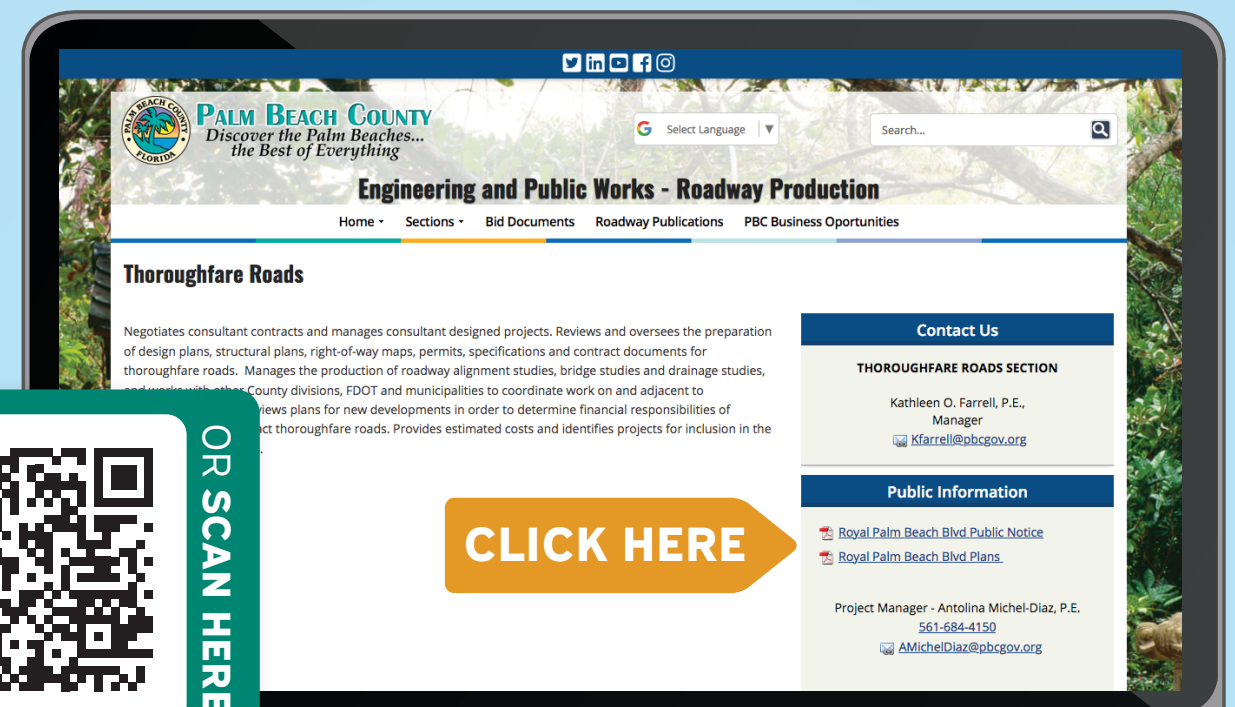 PALM BEACH COUNTY
FLORIDA
PALM BEACH COUNTY
Discover the Palm Beaches...
the Best of Everything
Select Language
Search...
Engineering and Public Works - Roadway Production
Home Sections Bid Documents Roadway Publications PBC Business Oportunities
Thoroughfare Roads
Negotiates consultant contracts and manages consultant designed projects. Reviews and oversees the preparation
of design plans, structural plans, right-of-way maps, permits, specifications and contract documents for
thoroughfare roads. Manages the production of roadway alignment studies, bridge studies and drainage studies,
and works with other County divisions, FDOT and municipalities to coordinate work on and adjacent to
views plans for new developments in order to determine financial responsibilities of
act thoroughfare roads. Provides estimated costs and identifies projects for inclusion in the
.
Contact Us
THOROUGHFARE ROADS SECTION
Kathleen O. Farrell, P.E.,
Manager
Kfarrell@pbcgov.org
Public Information
Royal Palm Beach Blvd Public Notice
Royal Palm Beach Blvd Plans
Project Manager - Antolina Michel-Diaz, P.E.
561-684-4150
AMichelDiaz@pbcgov.org
CLICK HERE
OR SCAN HERE